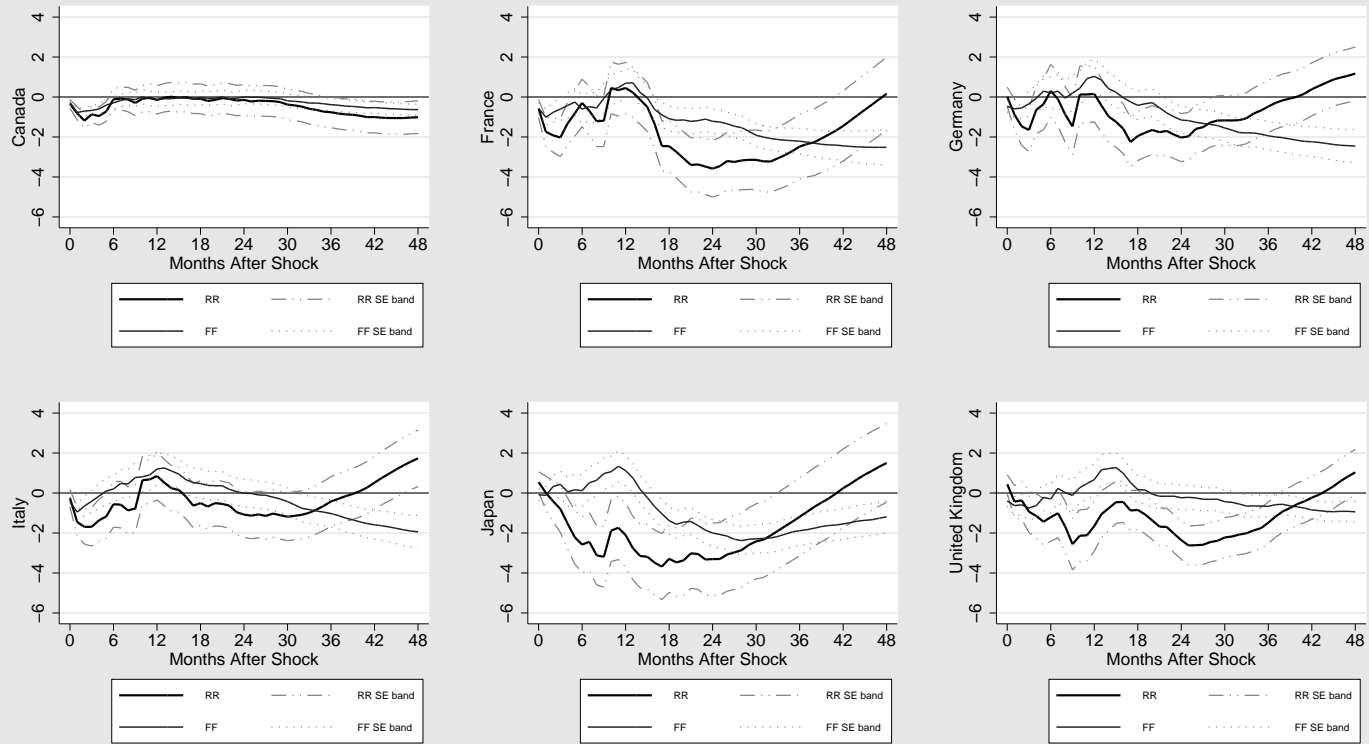 4
2
0
−2
−4
−6
Canada
0 6 12 18 24 30 36 42 48
Months After Shock
RR RR SE band
FF FF SE band
4
2
0
−2
−4
−6
France
0 6 12 18 24 30 36 42 48
Months After Shock
RR RR SE band
FF FF SE band
4
2
0
−2
−4
−6
Germany
0 6 12 18 24 30 36 42 48
Months After Shock
RR RR SE band
FF FF SE band
4
2
0
−2
−4
−6
Italy
0 6 12 18 24 30 36 42 48
Months After Shock
RR RR SE band
FF FF SE band
4
2
0
−2
−4
−6
Japan
0 6 12 18 24 30 36 42 48
Months After Shock
RR RR SE band
FF FF SE band
4
2
0
−2
−4
−6
United Kingdom
0 6 12 18 24 30 36 42 48
Months After Shock
RR RR SE band
FF FF SE band